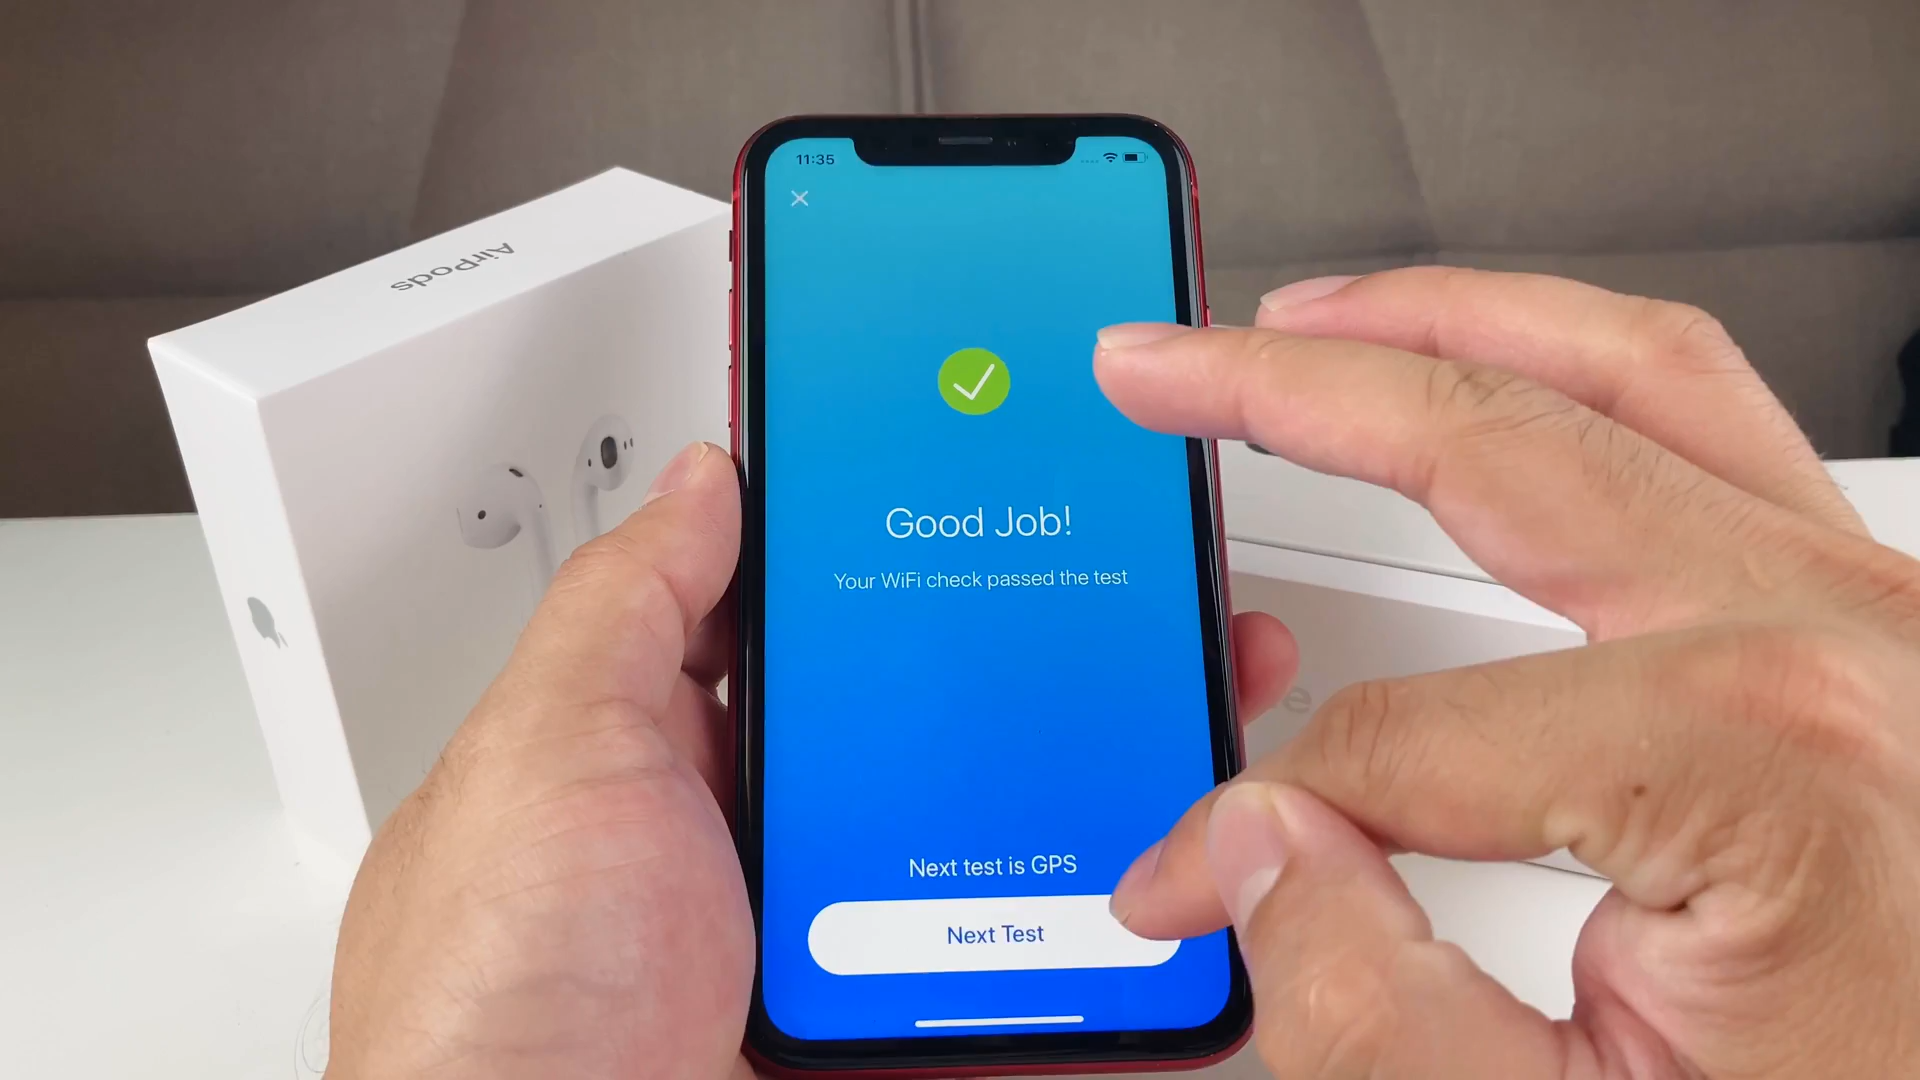 11:35
AirPods
Good Job!
Your WiFi check passed the test
Next test is GPS
Next Test